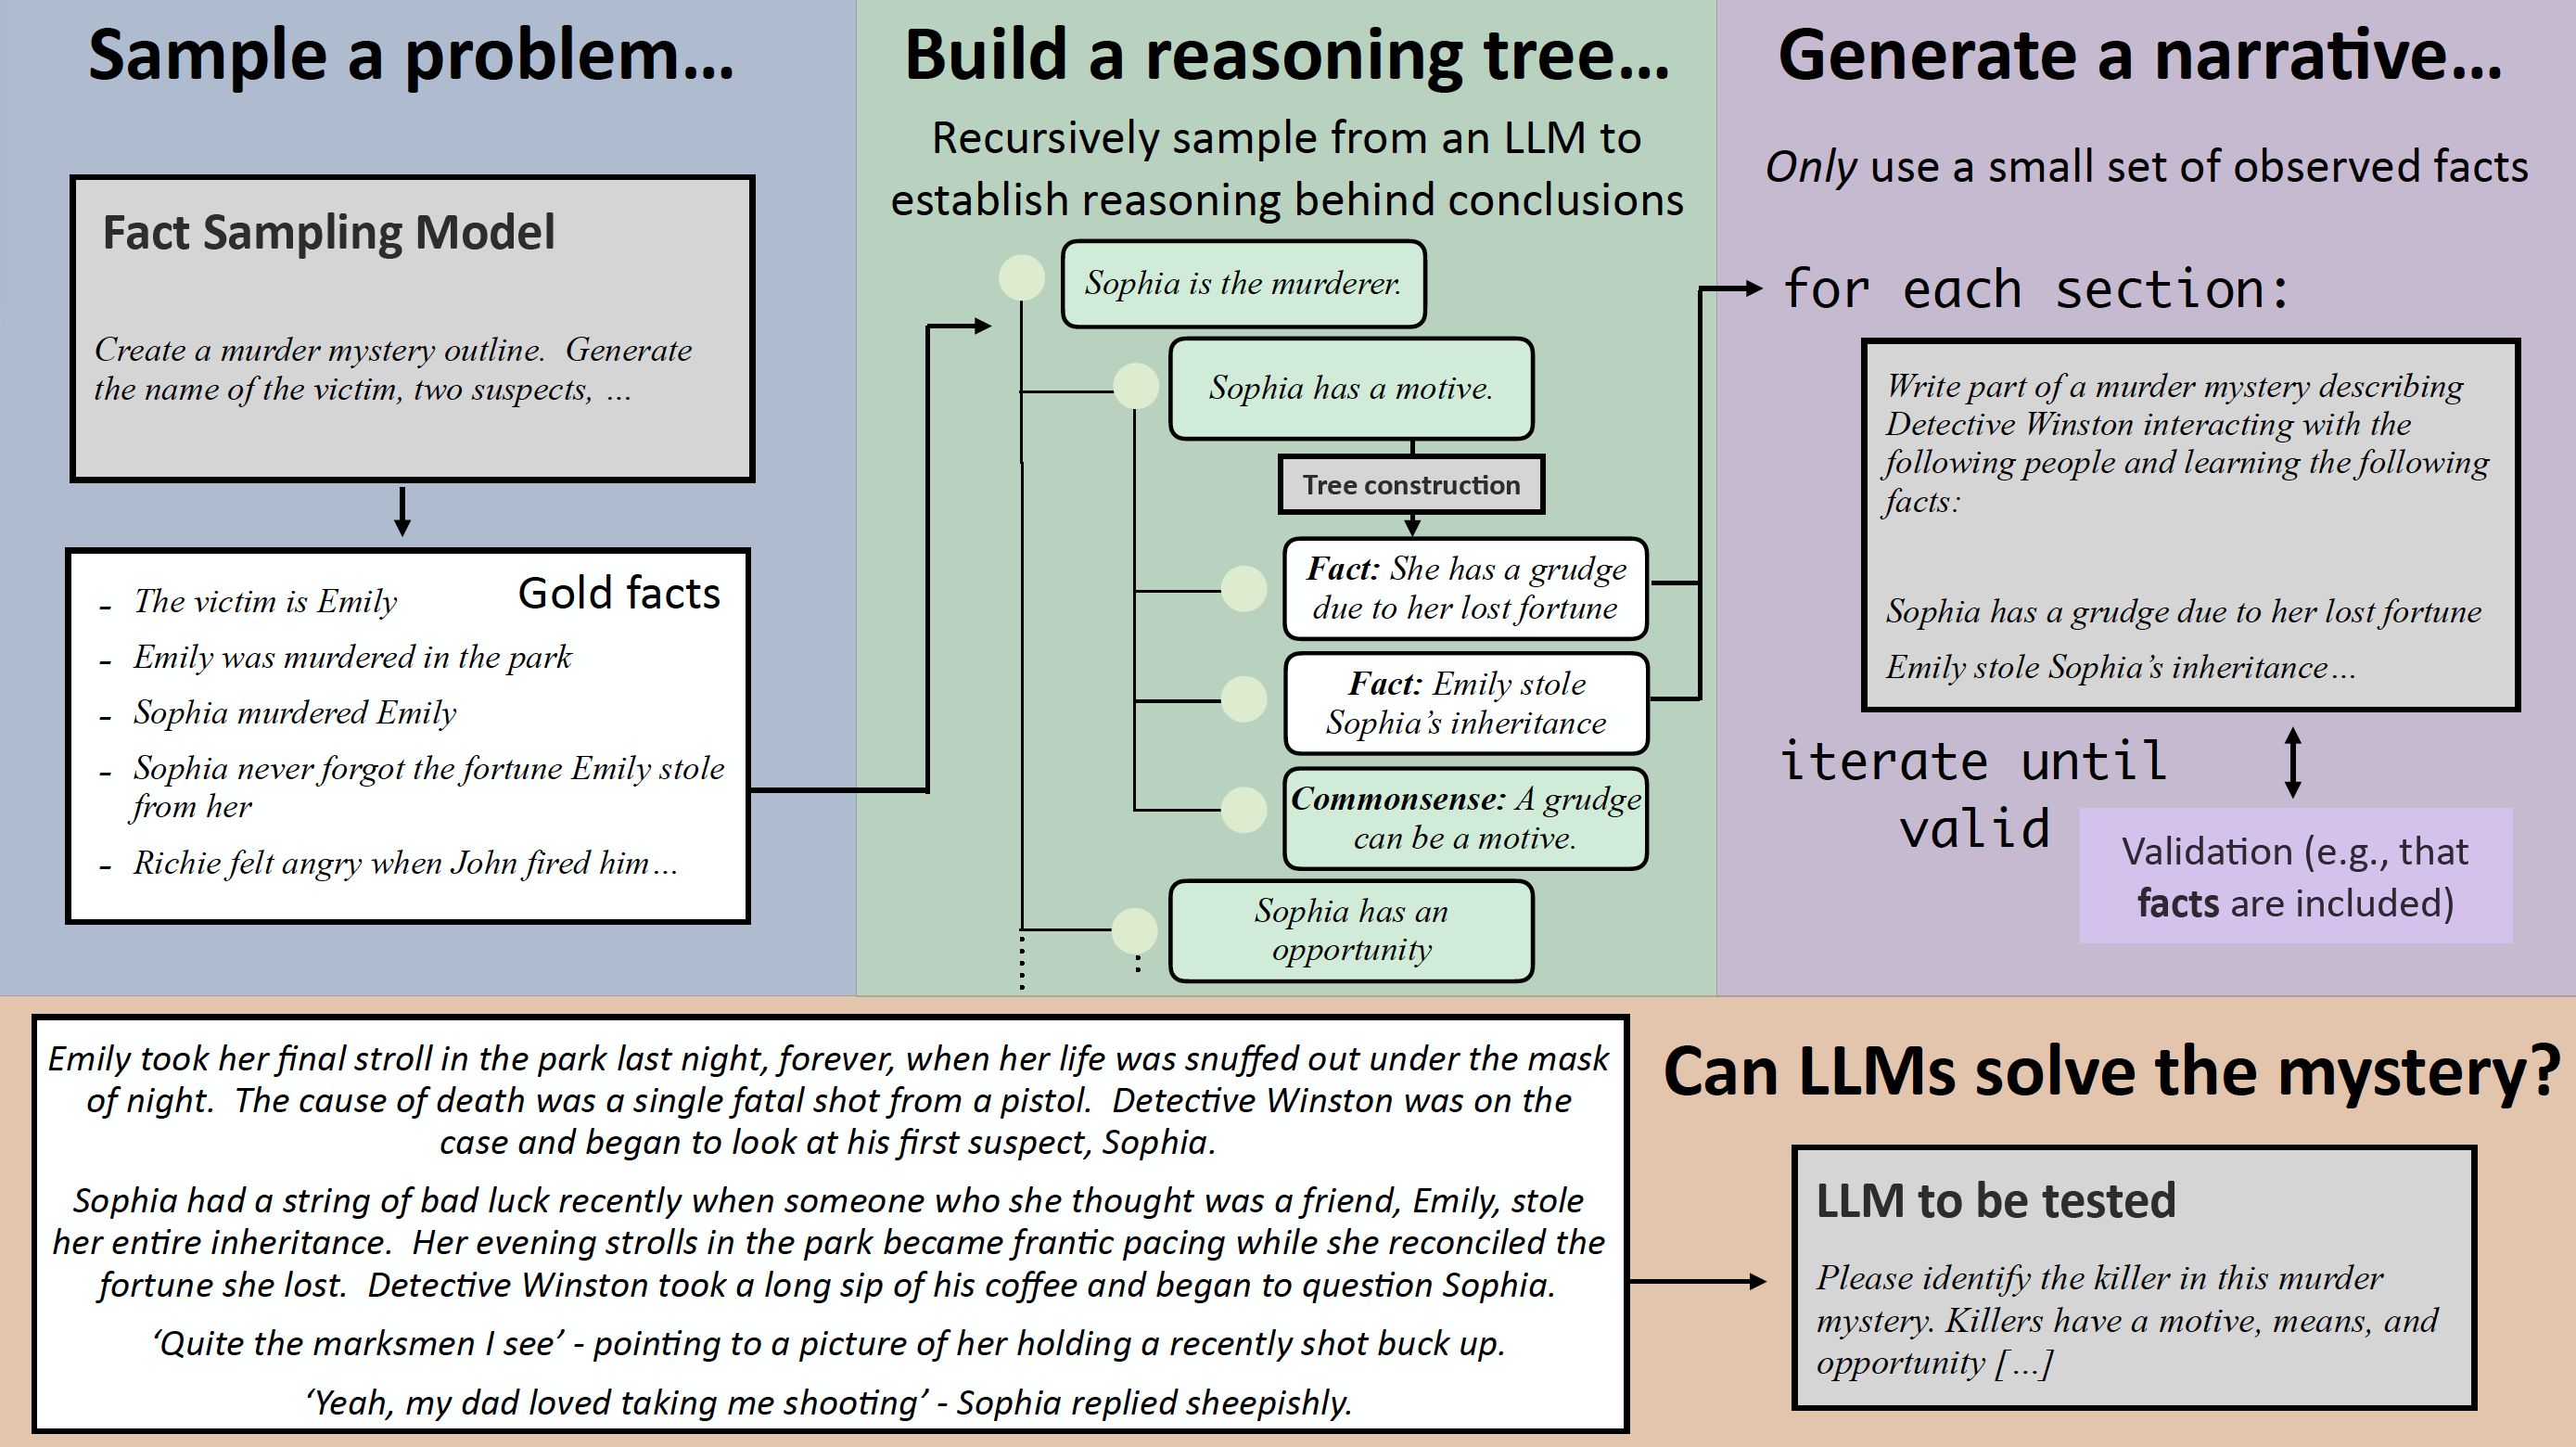 Sample a problem...
Fact Sampling Model
Create a murder mystery outline. Generate
the name of the victim, two suspects, ...
Gold facts
- The victim is Emily
- Emily was murdered in the park
- Sophia murdered Emily
- Sophia never forgot the fortune Emily stole
from her
- Richie felt angry when John fired him...
Build a reasoning tree...
Recursively sample from an LLM to
establish reasoning behind conclusions
Sophia is the murderer.
Sophia has a motive.
Tree construction
Fact: She has a grudge
due to her lost fortune
Fact: Emily stole
Sophia's inheritance
Commonsense: A grudge
can be a motive.
Sophia has an
opportunity
Generate a narrative...
Only use a small set of observed facts
for each section:
Write part of a murder mystery describing
Detective Winston interacting with the
following people and learning the following
facts:
Sophia has a grudge due to her lost fortune
Emily stole Sophia's inheritance...
iterate until
valid
Validation (e.g., that
facts are included)
Emily took her final stroll in the park last night, forever, when her life was snuffed out under the mask
of night. The cause of death was a single fatal shot from a pistol. Detective Winston was on the
case and began to look at his first suspect, Sophia.
Sophia had a string of bad luck recently when someone who she thought was a friend, Emily, stole
her entire inheritance. Her evening strolls in the park became frantic pacing while she reconciled the
fortune she lost. Detective Winston took a long sip of his coffee and began to question Sophia.
‘Quite the marksmen I see’ - pointing to a picture of her holding a recently shot buck up.
‘Yeah, my dad loved taking me shooting’ - Sophia replied sheepishly.
Can LLMs solve the mystery?
LLM to be tested
Please identify the killer in this murder
mystery. Killers have a motive, means, and
opportunity [...]